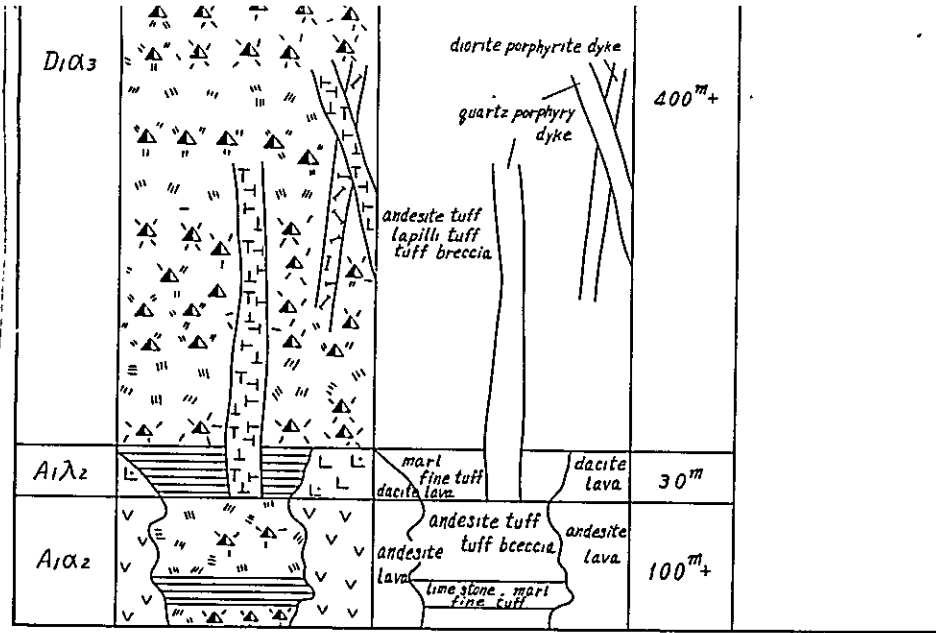 D1α3
diorite porphyrite dyke
quartz porphyry
dyke
400m+
andesite tuff
lapilli tuff
tuff breccia
A1λ2
marl
fine tuff
dacite lava
dacite
lava
30m
A1α2
andesite tuff
tuff bceccia
andesite
lava
andesite
lava
lime stone. marl
fine tuff
100m+